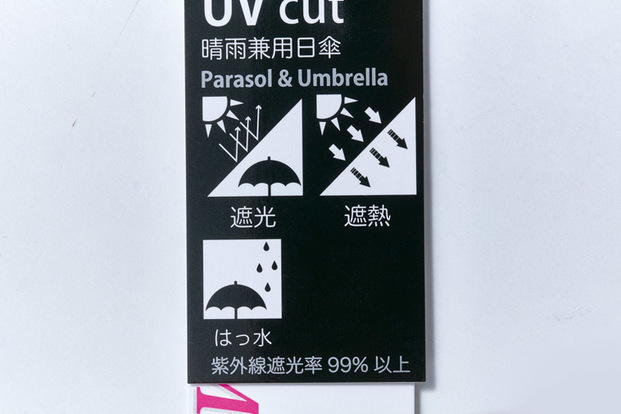 UV cut
晴雨兼用日傘
Parasol & Umbrella
遮光 遮熱
はっ水
紫外線遮光率 99% 以上